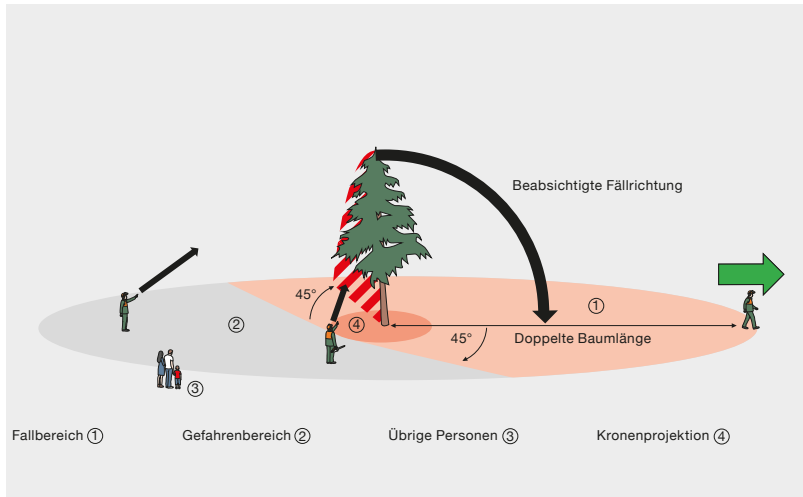 Beabsichtigte Fällrichtung
①
45°
② ④
45° Doppelte Baumlänge
③
Fallbereich ① Gefahrenbereich ② Übrige Personen ③ Kronenprojektion ④